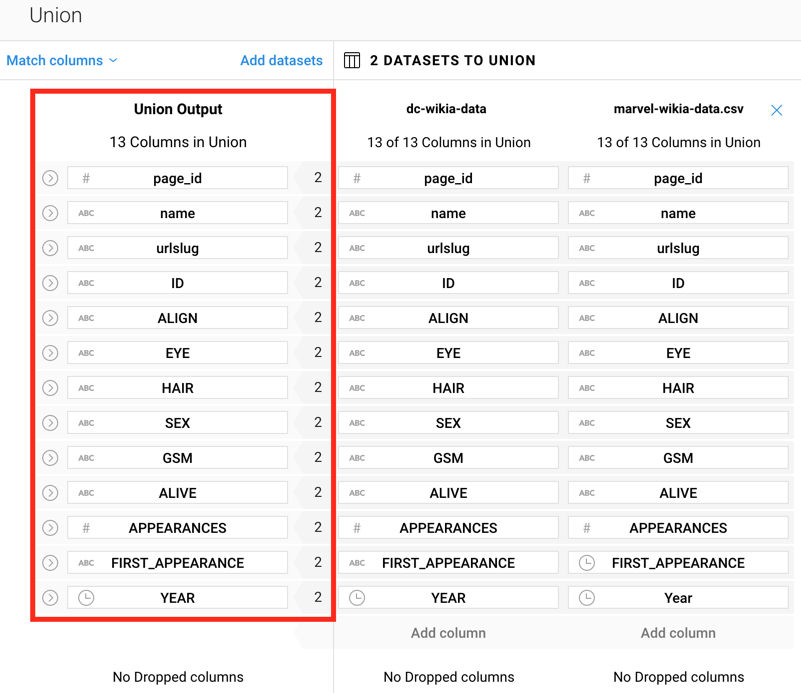 Union
Match columns Add datasets 2 DATASETS TO UNION
Union Output dc-wikia-data marvel-wikia-data.csv
13 Columns in Union 13 of 13 Columns in Union 13 of 13 Columns in Union
# page_id 2 # page_id # page_id
ABC name 2 ABC name ABC name
ABC urlslug 2 ABC urlslug ABC urlslug
ABC ID 2 ABC ID ABC ID
ABC ALIGN 2 ABC ALIGN ABC ALIGN
ABC EYE 2 ABC EYE ABC EYE
ABC HAIR 2 ABC HAIR ABC HAIR
ABC SEX 2 ABC SEX ABC SEX
ABC GSM 2 ABC GSM ABC GSM
ABC ALIVE 2 ABC ALIVE ABC ALIVE
# APPEARANCES 2 # APPEARANCES # APPEARANCES
ABC FIRST_APPEARANCE 2 ABC FIRST_APPEARANCE FIRST_APPEARANCE
YEAR 2 YEAR Year
Add column Add column
No Dropped columns No Dropped columns No Dropped columns